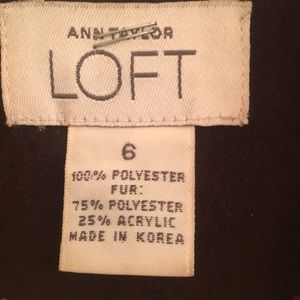 ANN TAYLOR
LOFT
6
100% POLYESTER
FUR:
75% POLYESTER
25% ACRYLIC
MADE IN KOREA